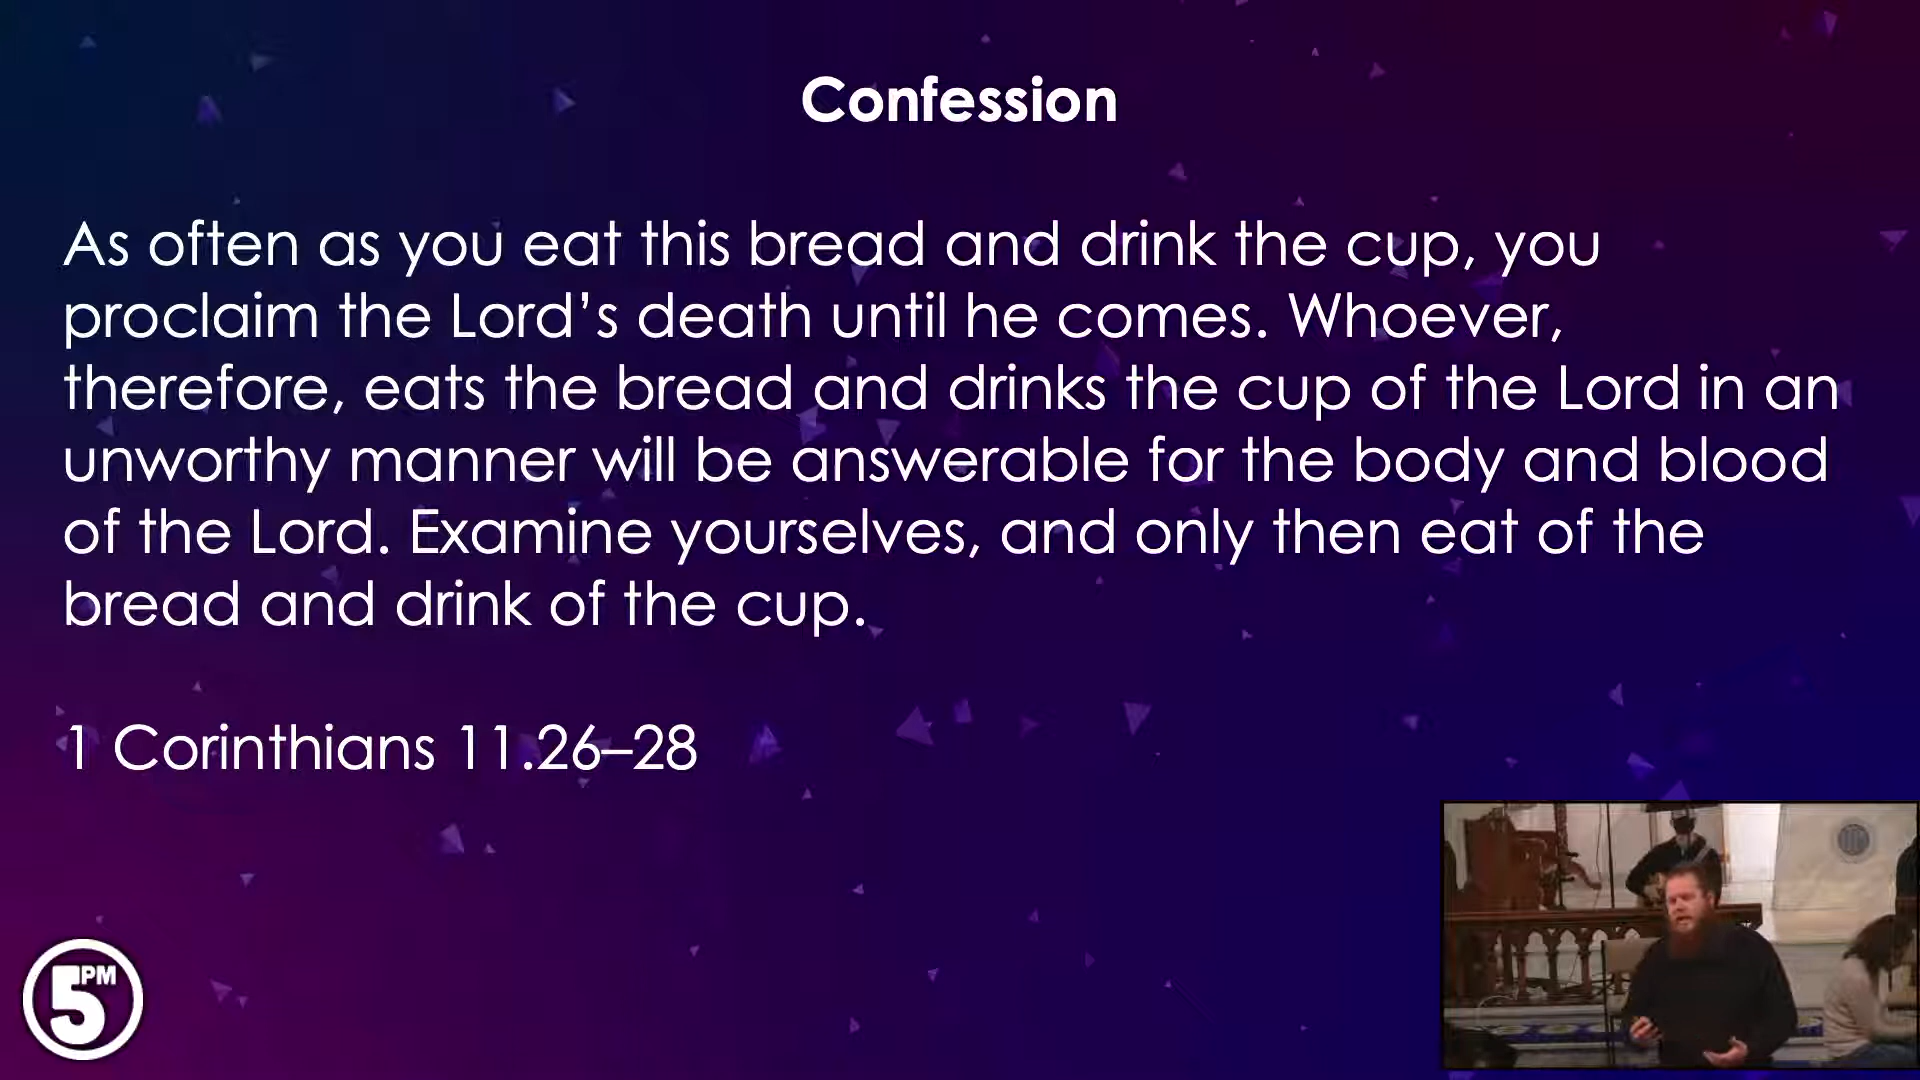 Confession
As often as you eat this bread and drink the cup, you
proclaim the Lord’s death until he comes. Whoever,
therefore, eats the bread and drinks the cup of the Lord in an
unworthy manner will be answerable for the body and blood
of the Lord. Examine yourselves, and only then eat of the
bread and drink of the cup.
1 Corinthians 11.26–28
5PM